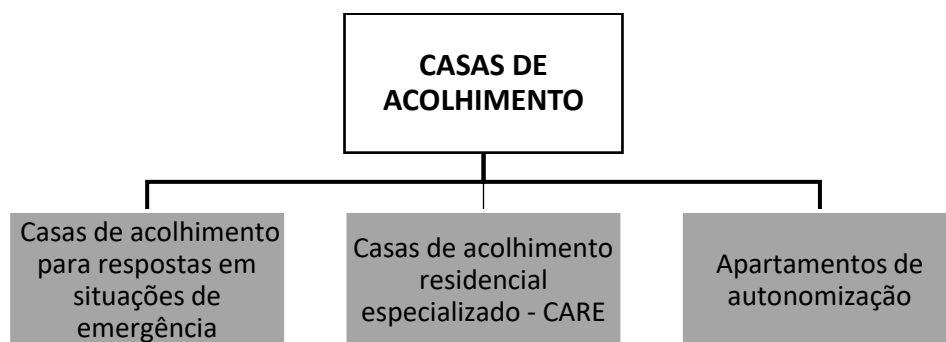 CASAS DE
ACOLHIMENTO
Casas de acolhimento
para respostas em
situações de
emergência
Casas de acolhimento
residencial
especializado - CARE
Apartamentos de
autonomização